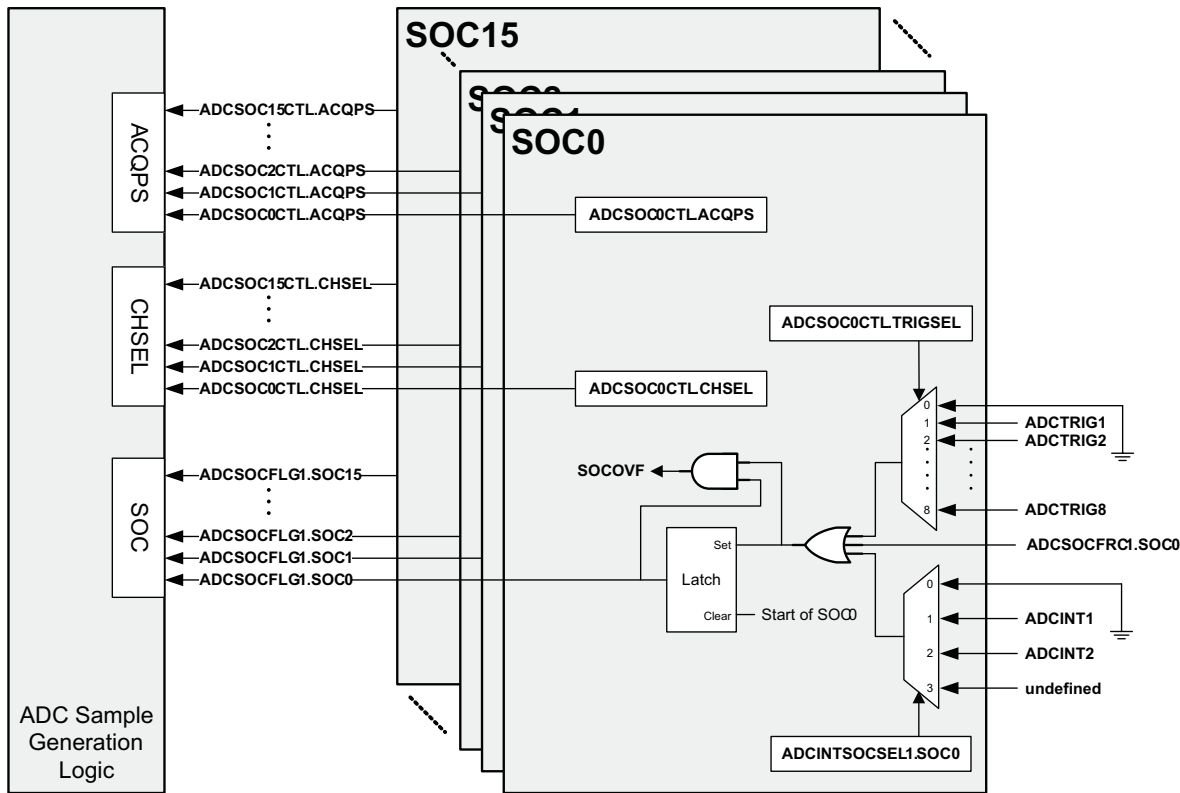 SOC15
SOC2
SOC1
SOC0
ACQPS
ADCSOC15CTL.ACQPS
ADCSOC2CTL.ACQPS
ADCSOC1CTL.ACQPS
ADCSOC0CTL.ACQPS
ADCSOC0CTL.ACQPS
CHSEL
ADCSOC15CTL.CHSEL
ADCSOC2CTL.CHSEL
ADCSOC1CTL.CHSEL
ADCSOC0CTL.CHSEL
ADCSOC0CTL.CHSEL
ADCSOC0CTL.TRIGSEL
0
1
2
8
ADCTRIG1
ADCTRIG2
ADCTRIG8
SOC
ADCSOCFLG1.SOC15
ADCSOCFLG1.SOC2
ADCSOCFLG1.SOC1
ADCSOCFLG1.SOC0
SOCOVF
Set
Latch
Clear
Start of SOC0
ADCSOCFRC1.SOC0
0
1
2
3
ADCINT1
ADCINT2
undefined
ADCINTSOCSEL1.SOC0
ADC Sample
Generation
Logic